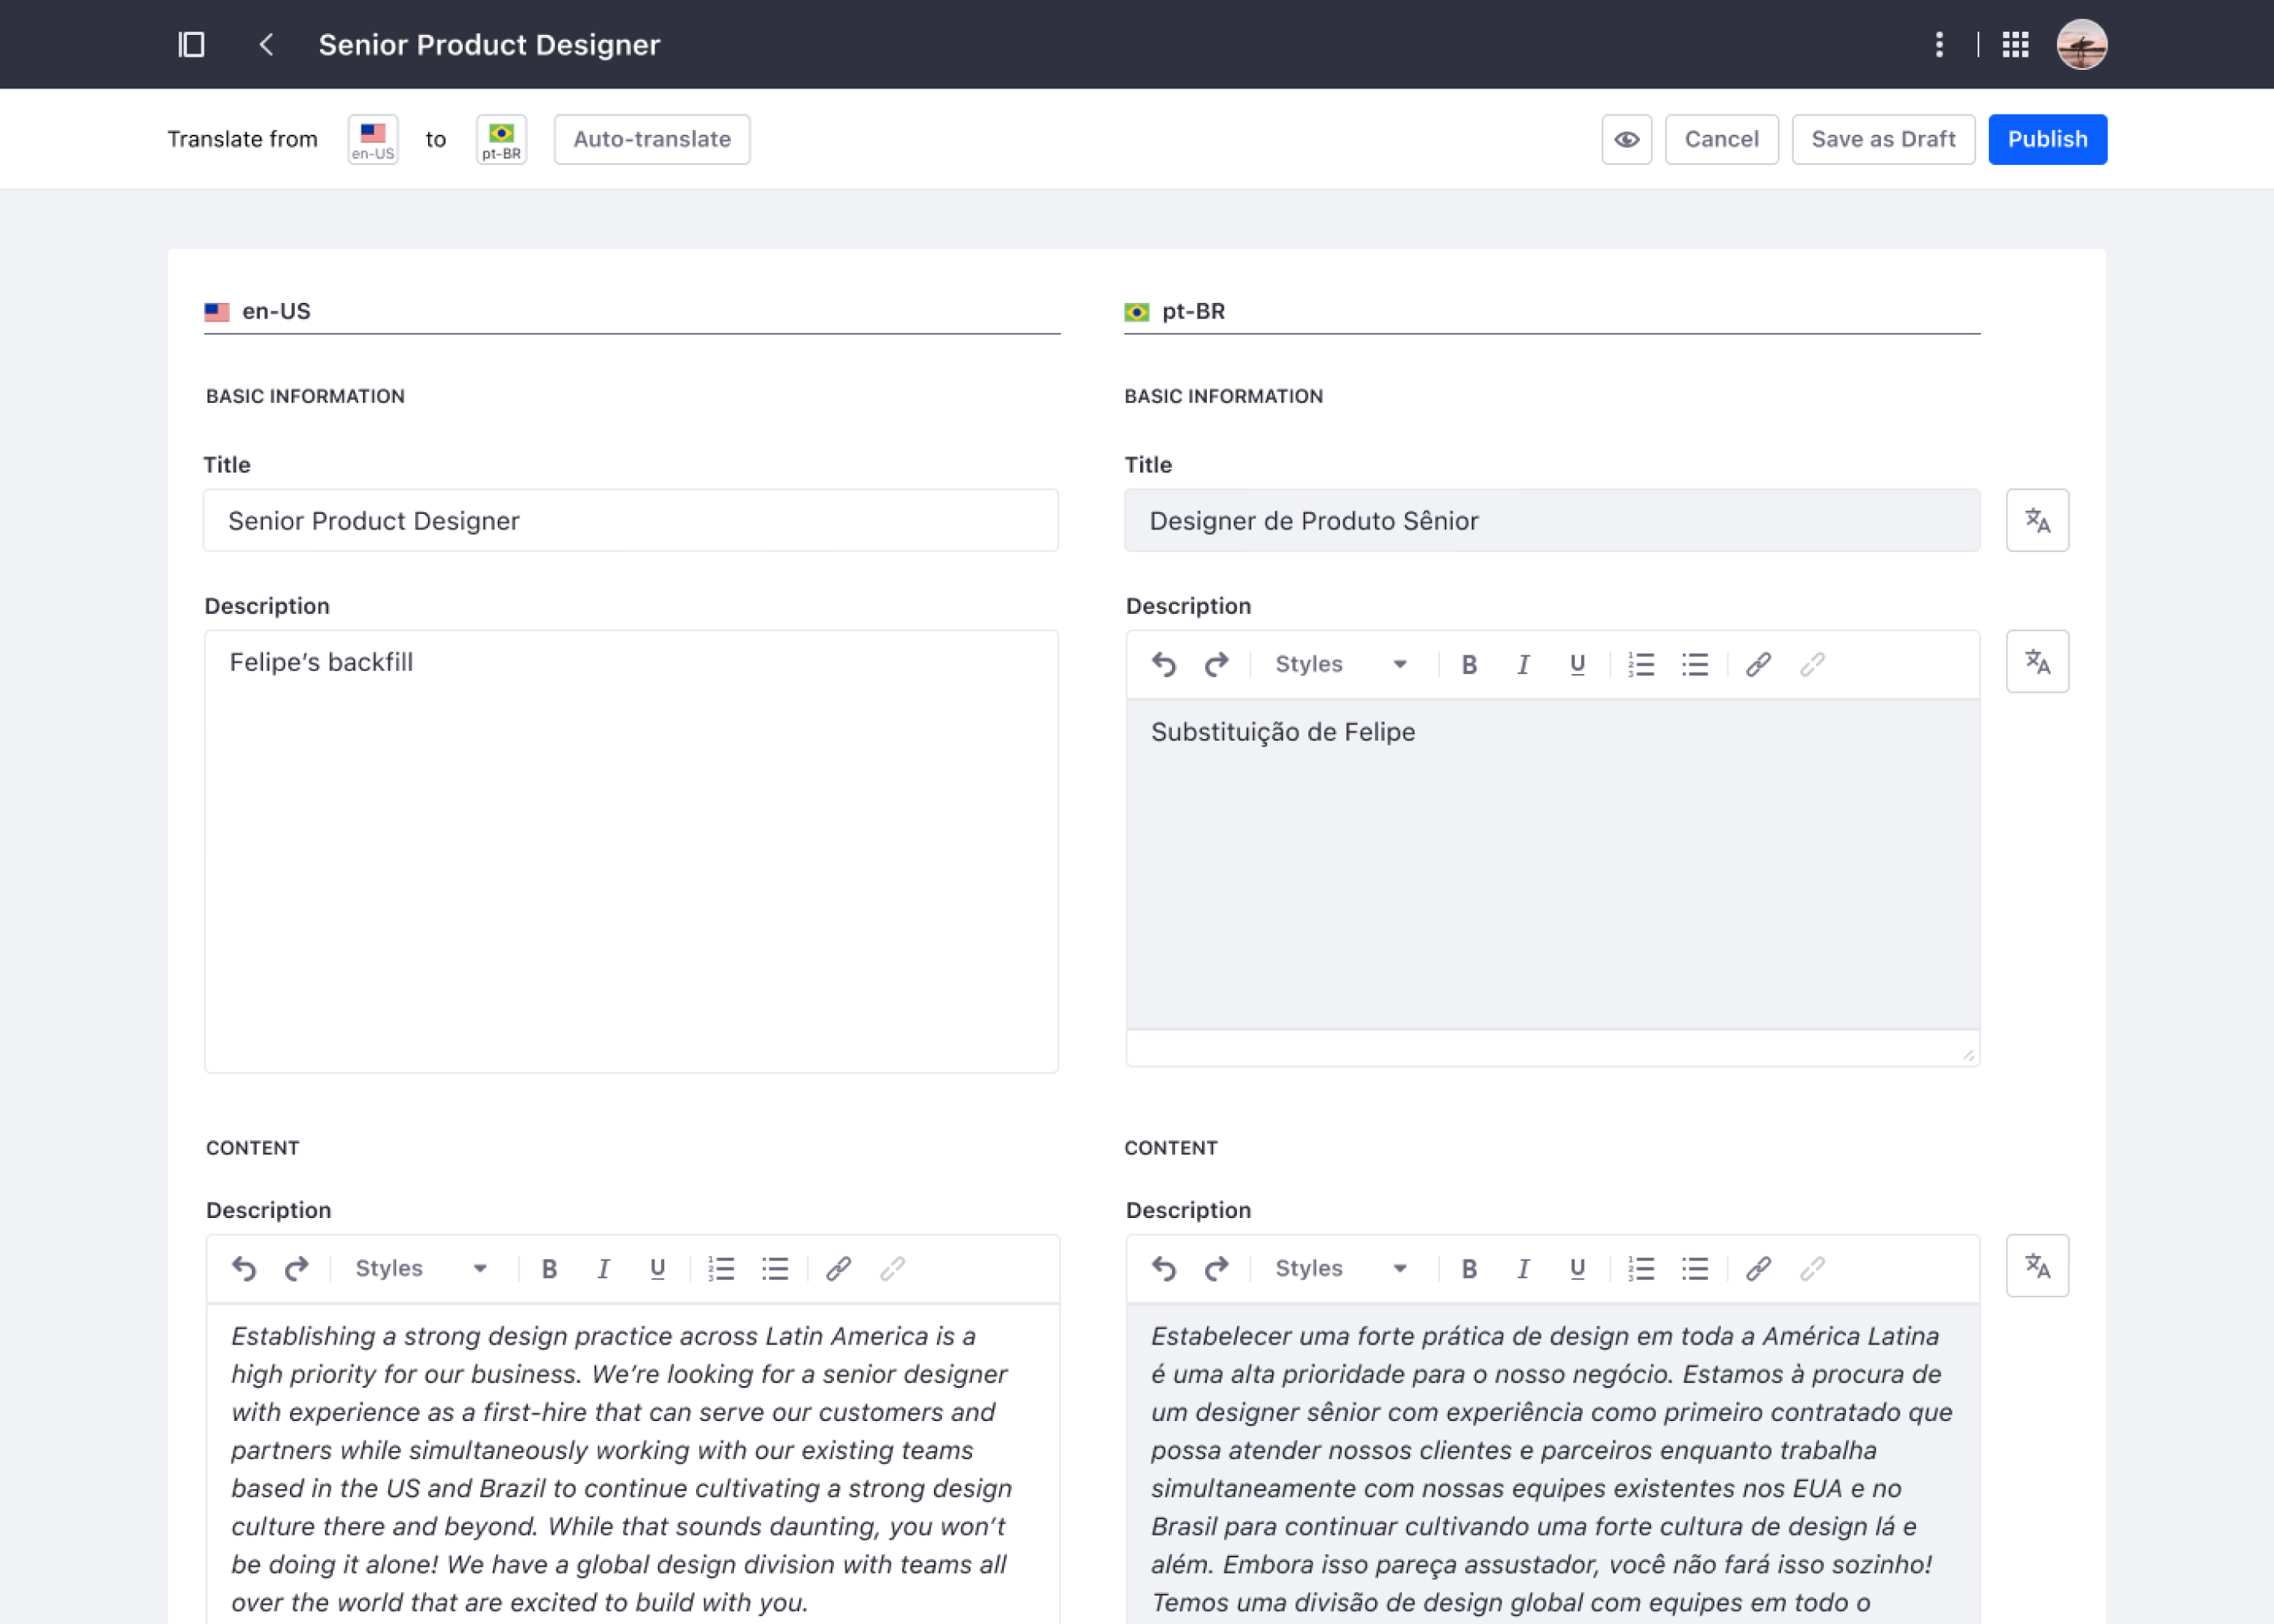 Senior Product Designer
Translate from
en-US
to
pt-BR
Auto-translate
Cancel
Save as Draft
Publish
en-US
BASIC INFORMATION
Title
Senior Product Designer
Description
Felipe’s backfill
CONTENT
Description
Styles
B I U
Establishing a strong design practice across Latin America is a
high priority for our business. We’re looking for a senior designer
with experience as a first-hire that can serve our customers and
partners while simultaneously working with our existing teams
based in the US and Brazil to continue cultivating a strong design
culture there and beyond. While that sounds daunting, you won’t
be doing it alone! We have a global design division with teams all
over the world that are excited to build with you.
pt-BR
BASIC INFORMATION
Title
Designer de Produto Sênior
Description
Styles
B I U
Substituição de Felipe
CONTENT
Description
Styles
B I U
Estabelecer uma forte prática de design em toda a América Latina
é uma alta prioridade para o nosso negócio. Estamos à procura de
um designer sênior com experiência como primeiro contratado que
possa atender nossos clientes e parceiros enquanto trabalha
simultaneamente com nossas equipes existentes nos EUA e no
Brasil para continuar cultivando uma forte cultura de design lá e
além. Embora isso pareça assustador, você não fará isso sozinho!
Temos uma divisão de design global com equipes em todo o